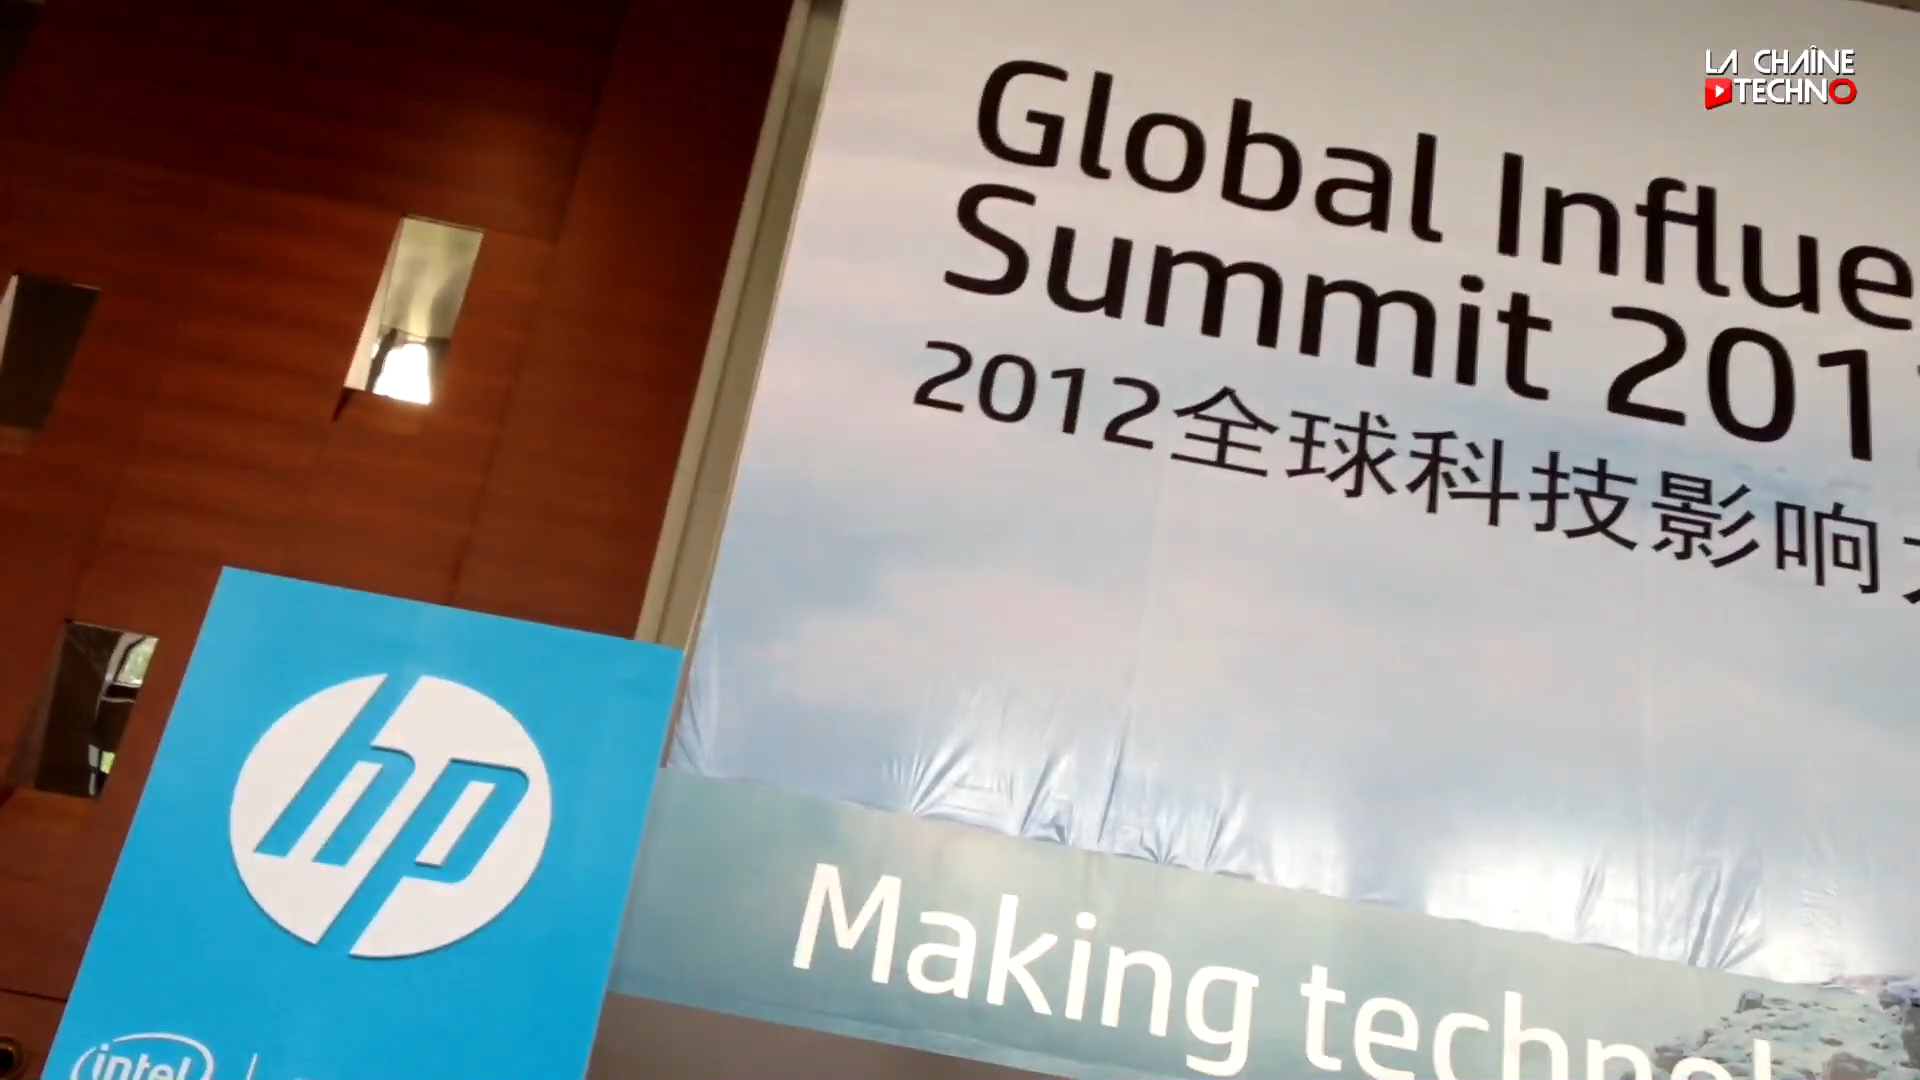 LA CHAÎNE
TECHNO
Global Influe
Summit 201
2012全球科技影响
hp
Making technol
intel